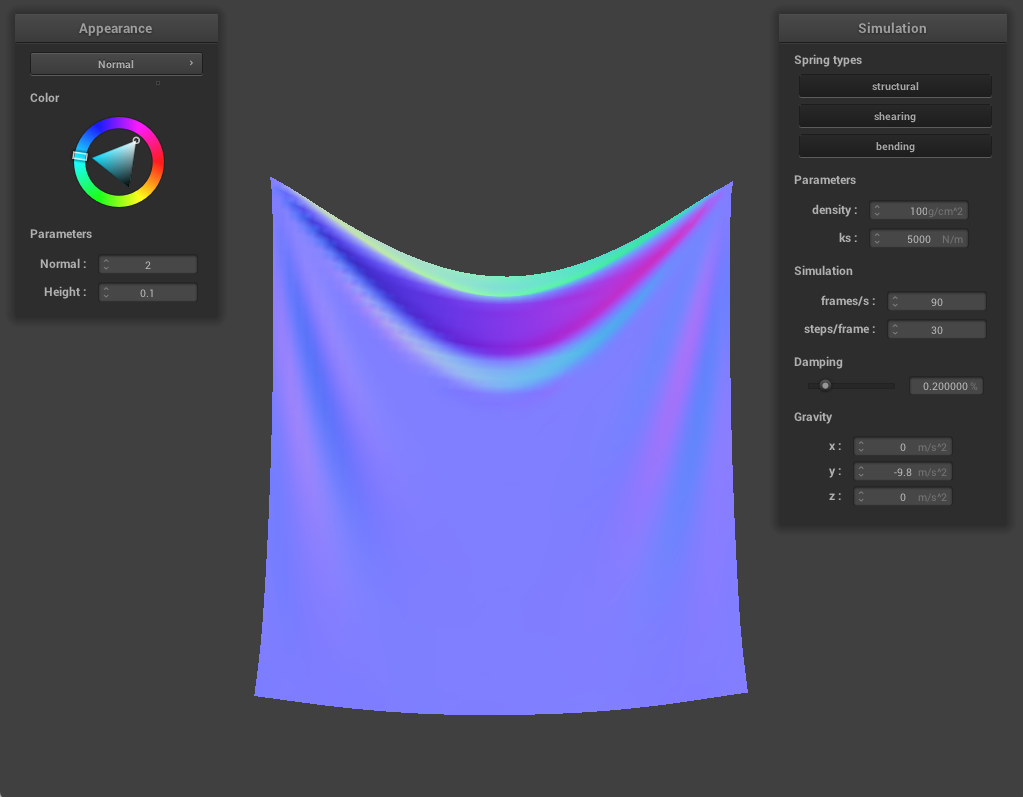 Appearance
Normal
Color
Parameters
Normal : 2
Height : 0.1
Simulation
Spring types
structural
shearing
bending
Parameters
density : 100g/cm^2
ks : 5000 N/m
Simulation
frames/s : 90
steps/frame : 30
Damping
0.200000 %
Gravity
x : 0 m/s^2
y : -9.8 m/s^2
z : 0 m/s^2